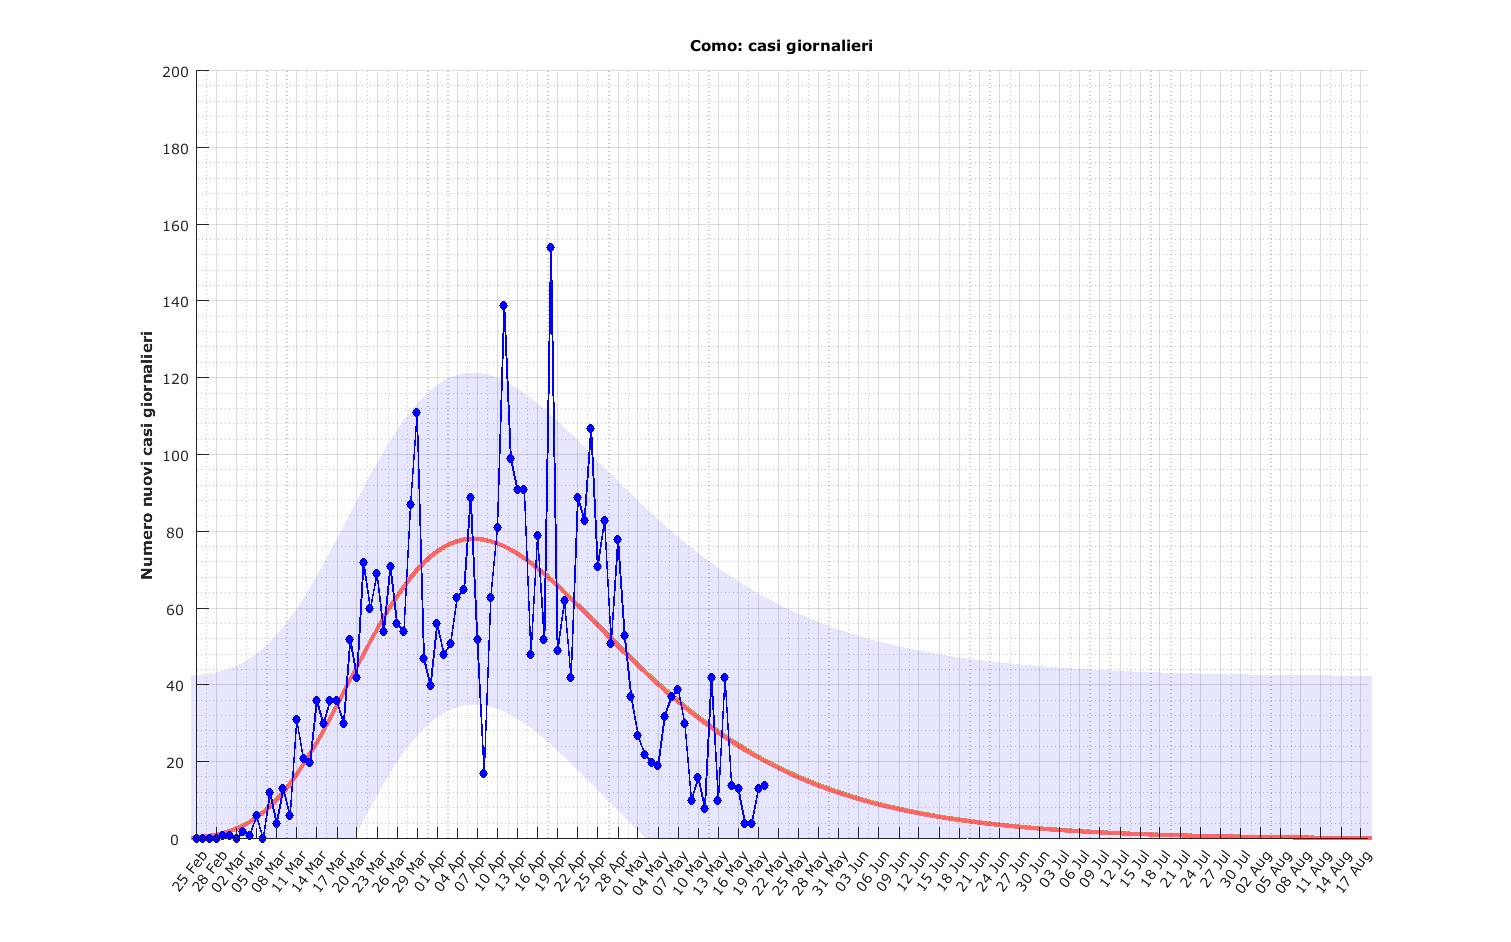 Como: casi giornalieri
Numero nuovi casi giornalieri
200
180
160
140
120
100
80
60
40
20
0
25 Feb
28 Feb
02 Mar
05 Mar
08 Mar
11 Mar
14 Mar
17 Mar
20 Mar
23 Mar
26 Mar
29 Mar
01 Apr
04 Apr
07 Apr
10 Apr
13 Apr
16 Apr
19 Apr
22 Apr
25 Apr
28 Apr
01 May
04 May
07 May
10 May
13 May
16 May
19 May
22 May
25 May
28 May
31 May
03 Jun
06 Jun
09 Jun
12 Jun
15 Jun
18 Jun
21 Jun
24 Jun
27 Jun
30 Jun
03 Jul
06 Jul
09 Jul
12 Jul
15 Jul
18 Jul
21 Jul
24 Jul
27 Jul
30 Jul
02 Aug
05 Aug
08 Aug
11 Aug
14 Aug
17 Aug